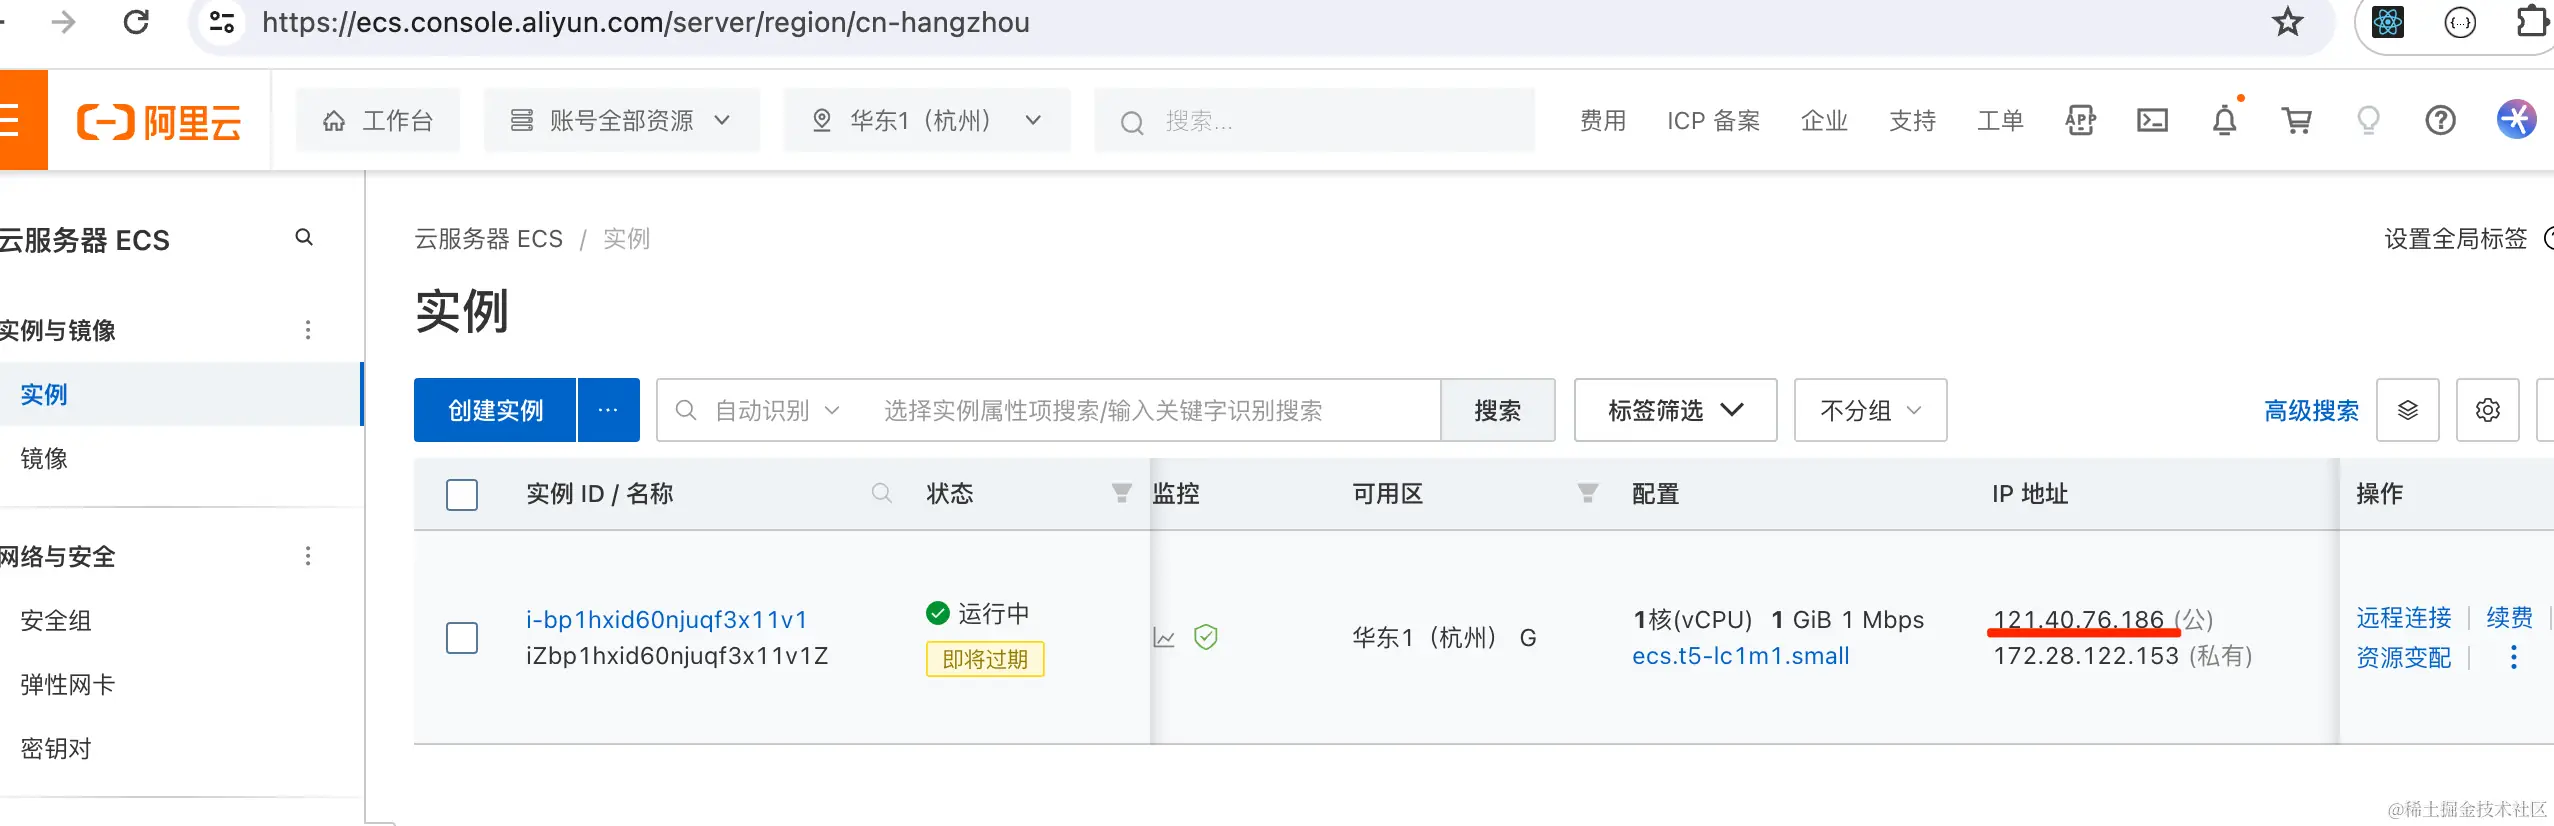 https://ecs.console.aliyun.com/server/region/cn-hangzhou
阿里云 工作台 账号全部资源 华东1（杭州） 搜索... 费用 ICP 备案 企业 支持 工单 APP
云服务器 ECS
云服务器 ECS / 实例 设置全局标签
实例
实例与镜像
实例
镜像
网络与安全
安全组
弹性网卡
密钥对
创建实例 ... 自动识别 选择实例属性项搜索/输入关键字识别搜索 搜索 标签筛选 不分组 高级搜索
实例 ID / 名称 状态 监控 可用区 配置 IP 地址 操作
i-bp1hxid60njuqf3x11v1 运行中 1核(vCPU) 1 GiB 1 Mbps 121.40.76.186 (公) 远程连接 | 续费 |
iZbp1hxid60njuqf3x11v1Z 即将过期 华东1（杭州） G ecs.t5-lc1m1.small 172.28.122.153 (私有) 资源变配 |
@稀土掘金技术社区